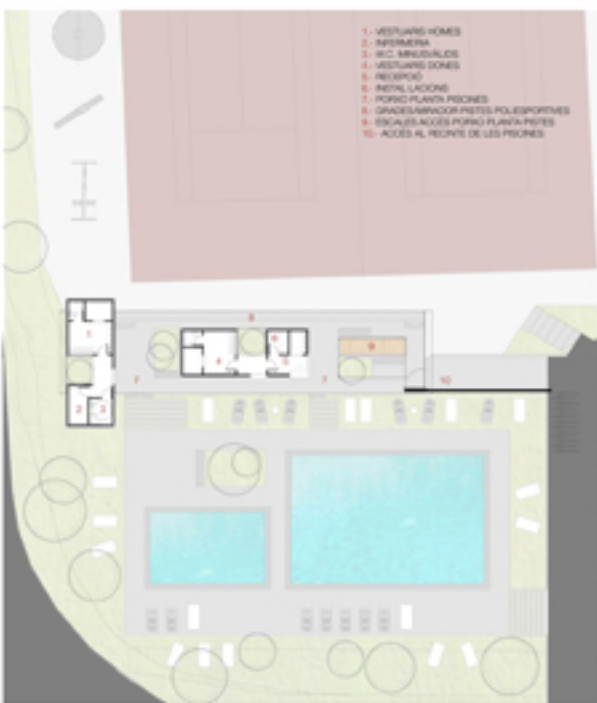 1.- VESTUARIS HOMES
2.- INFERMERIA
3.- W.C. MINUSVÀLIDS
4.- VESTUARIS DONES
5.- RECEPCIÓ
6.- INSTAL·LACIONS
7.- PORXO PLANTA PISCINES
8.- GRADES/MIRADOR PISTES POLIESPORTIVES
9.- ESCALES ACCÉS PORXO PLANTA PISTES
10.- ACCÉS AL RECINTE DE LES PISCINES
8
1
6
9
4
5
7
7
10
2
3